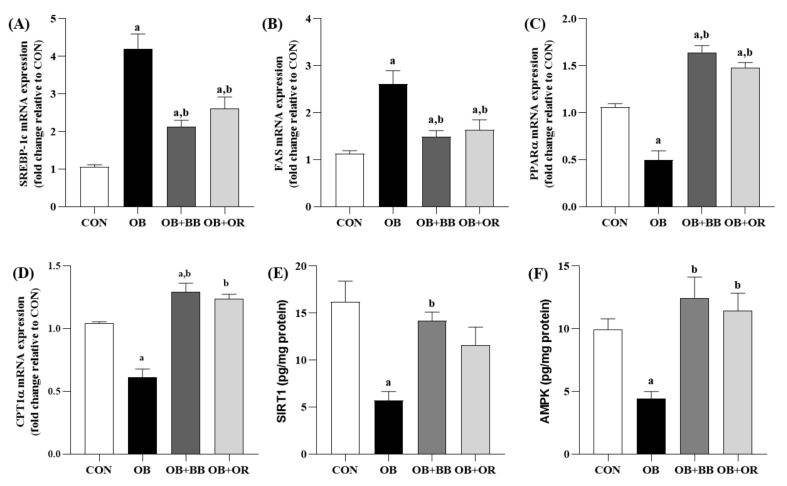 (A)
SREBP-1c mRNA expression
(fold change relative to CON)
5
4
3
2
1
0
a
a,b
a,b
CON OB OB+BB OB+OR
(B)
FAS mRNA expression
(fold change relative to CON)
4
3
2
1
0
a
a,b
a,b
CON OB OB+BB OB+OR
(C)
PPARα mRNA expression
(fold change relative to CON)
2.0
1.5
1.0
0.5
0.0
a
a,b
a,b
CON OB OB+BB OB+OR
(D)
CPT1α mRNA expression
(fold change relative to CON)
1.5
1.0
0.5
0.0
a
a,b
b
CON OB OB+BB OB+OR
(E)
SIRT1 (pg/mg protein)
20
15
10
5
0
a
b
CON OB OB+BB OB+OR
(F)
AMPK (pg/mg protein)
15
10
5
0
a
b
b
CON OB OB+BB OB+OR